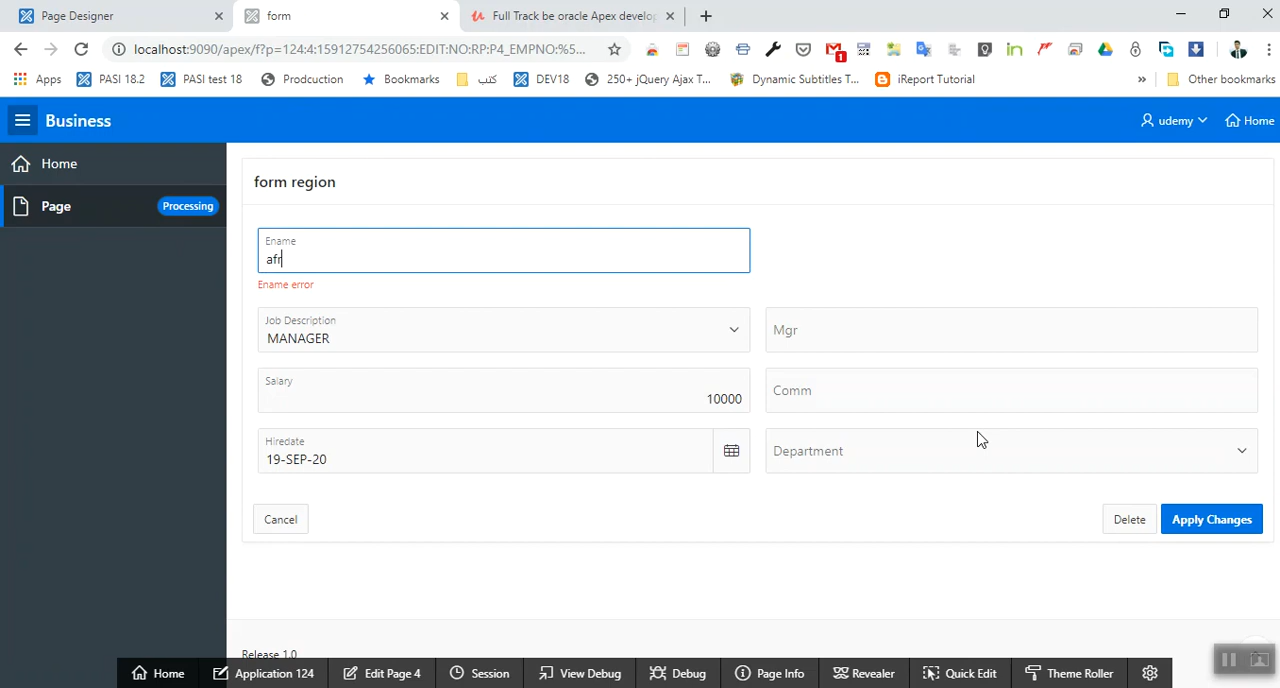 Page Designer
form
Full Track be oracle Apex develop
localhost:9090/apex/f?p=124:4:15912754256065:EDIT:NO:RP:P4_EMPNO:%5...
1
Apps
PASI 18.2
PASI test 18
Prodcuction
Bookmarks
كتب
DEV18
250+ jQuery Ajax T...
Dynamic Subtitles T...
iReport Tutorial
»
Other bookmarks
Business
udemy
Home
Home
Page
Processing
form region
Ename
afr
Ename error
Job Description
MANAGER
Mgr
Salary
10000
Comm
Hiredate
19-SEP-20
Department
Cancel
Delete
Apply Changes
Release 1.0
Home
Application 124
Edit Page 4
Session
View Debug
Debug
Page Info
Revealer
Quick Edit
Theme Roller